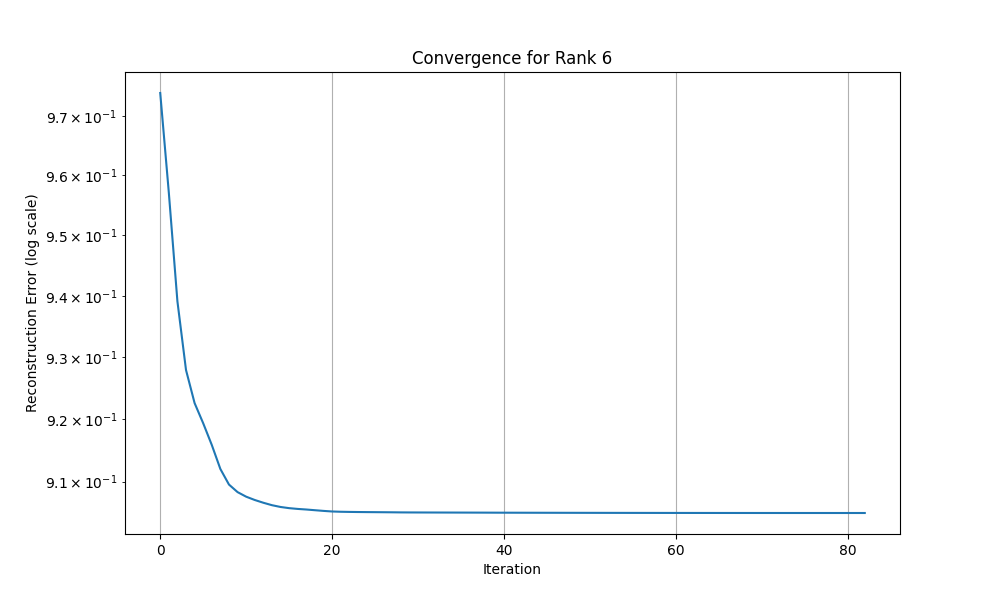 Convergence for Rank 6
Reconstruction Error (log scale)
9.7 × 10⁻¹
9.6 × 10⁻¹
9.5 × 10⁻¹
9.4 × 10⁻¹
9.3 × 10⁻¹
9.2 × 10⁻¹
9.1 × 10⁻¹
0 20 40 60 80
Iteration